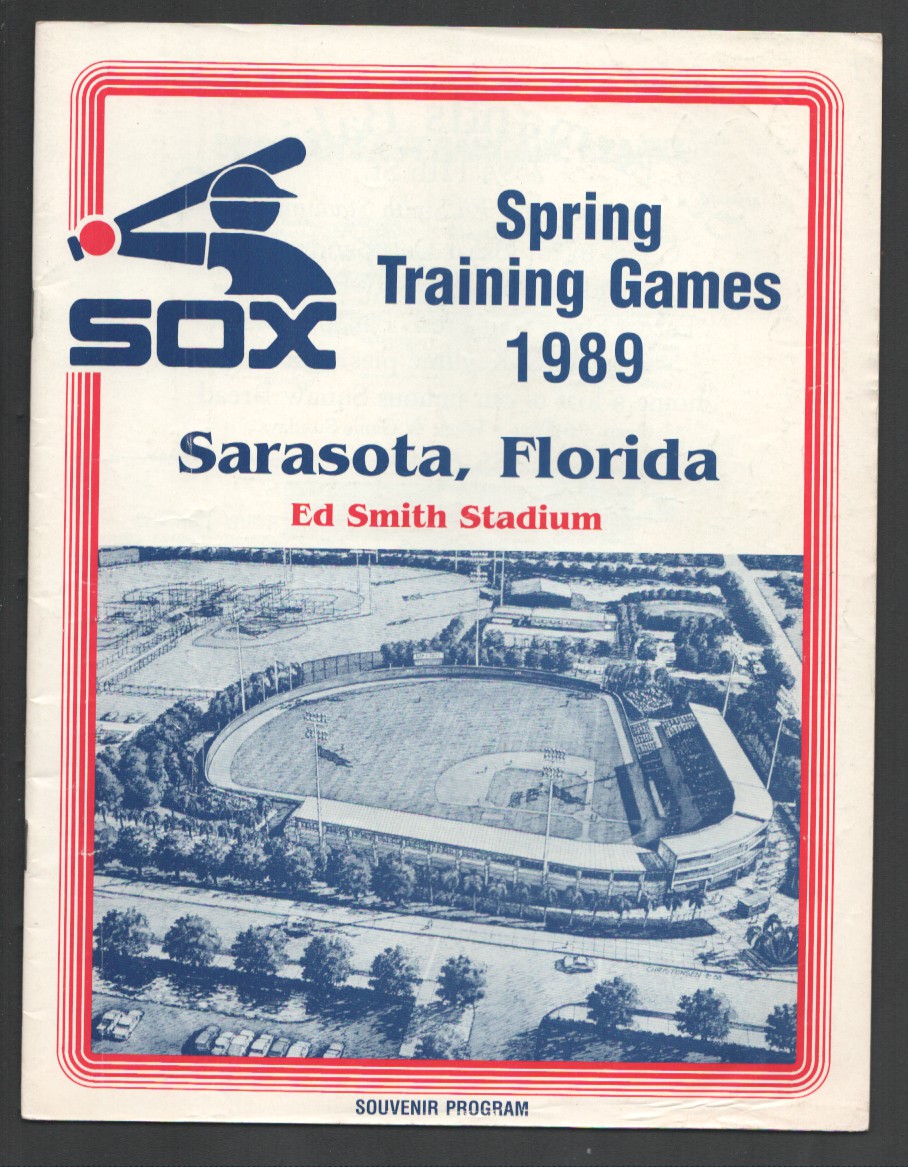 SOX
Spring
Training Games
1989
Sarasota, Florida
Ed Smith Stadium
SOUVENIR PROGRAM